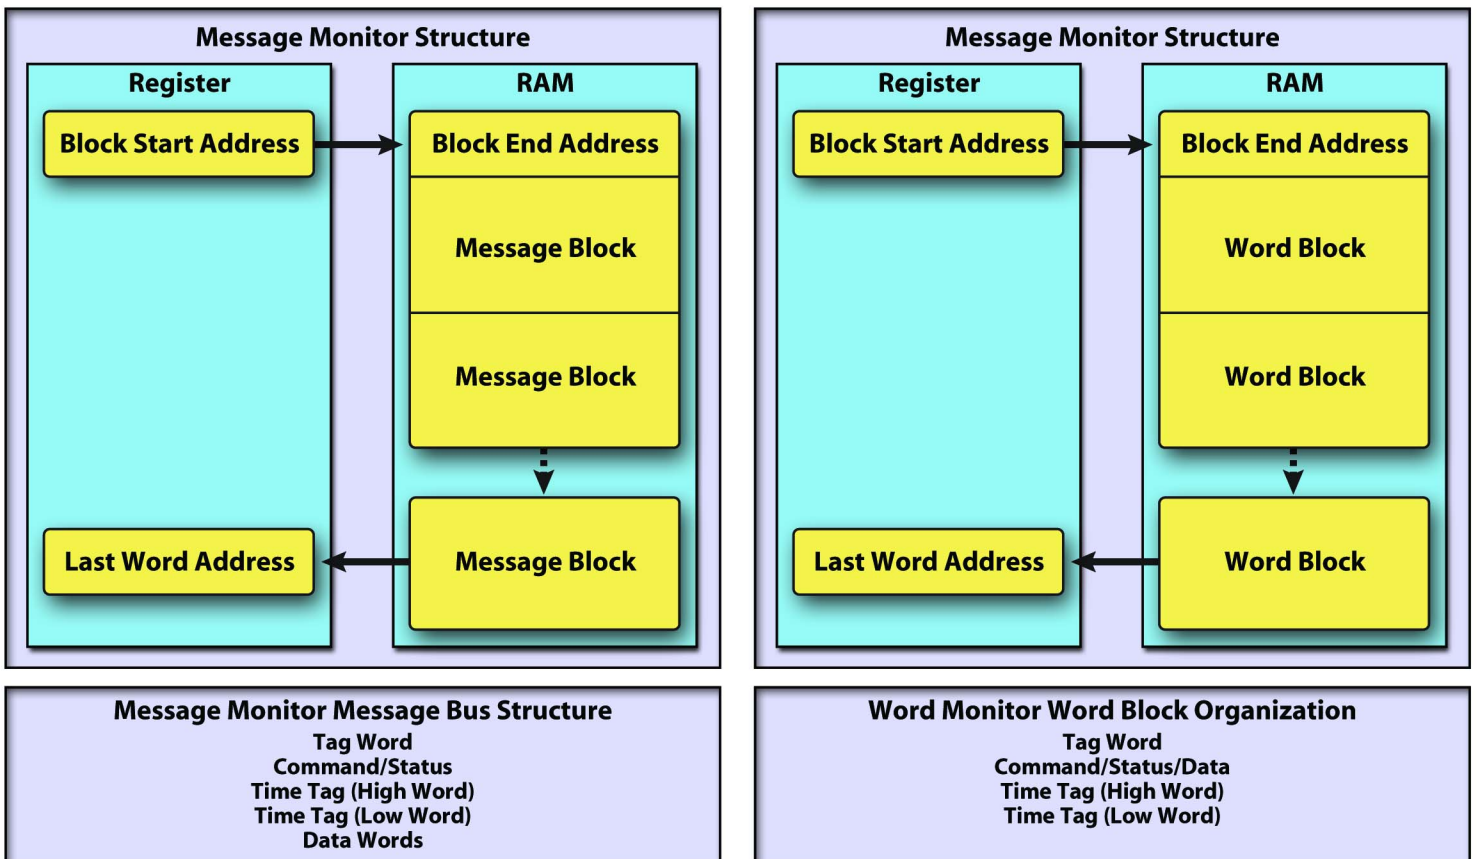 Message Monitor Structure
Register
RAM
Block Start Address
Block End Address
Message Block
Message Block
Last Word Address
Message Block
Message Monitor Structure
Register
RAM
Block Start Address
Block End Address
Word Block
Word Block
Last Word Address
Word Block
Message Monitor Message Bus Structure
Tag Word
Command/Status
Time Tag (High Word)
Time Tag (Low Word)
Data Words
Word Monitor Word Block Organization
Tag Word
Command/Status/Data
Time Tag (High Word)
Time Tag (Low Word)